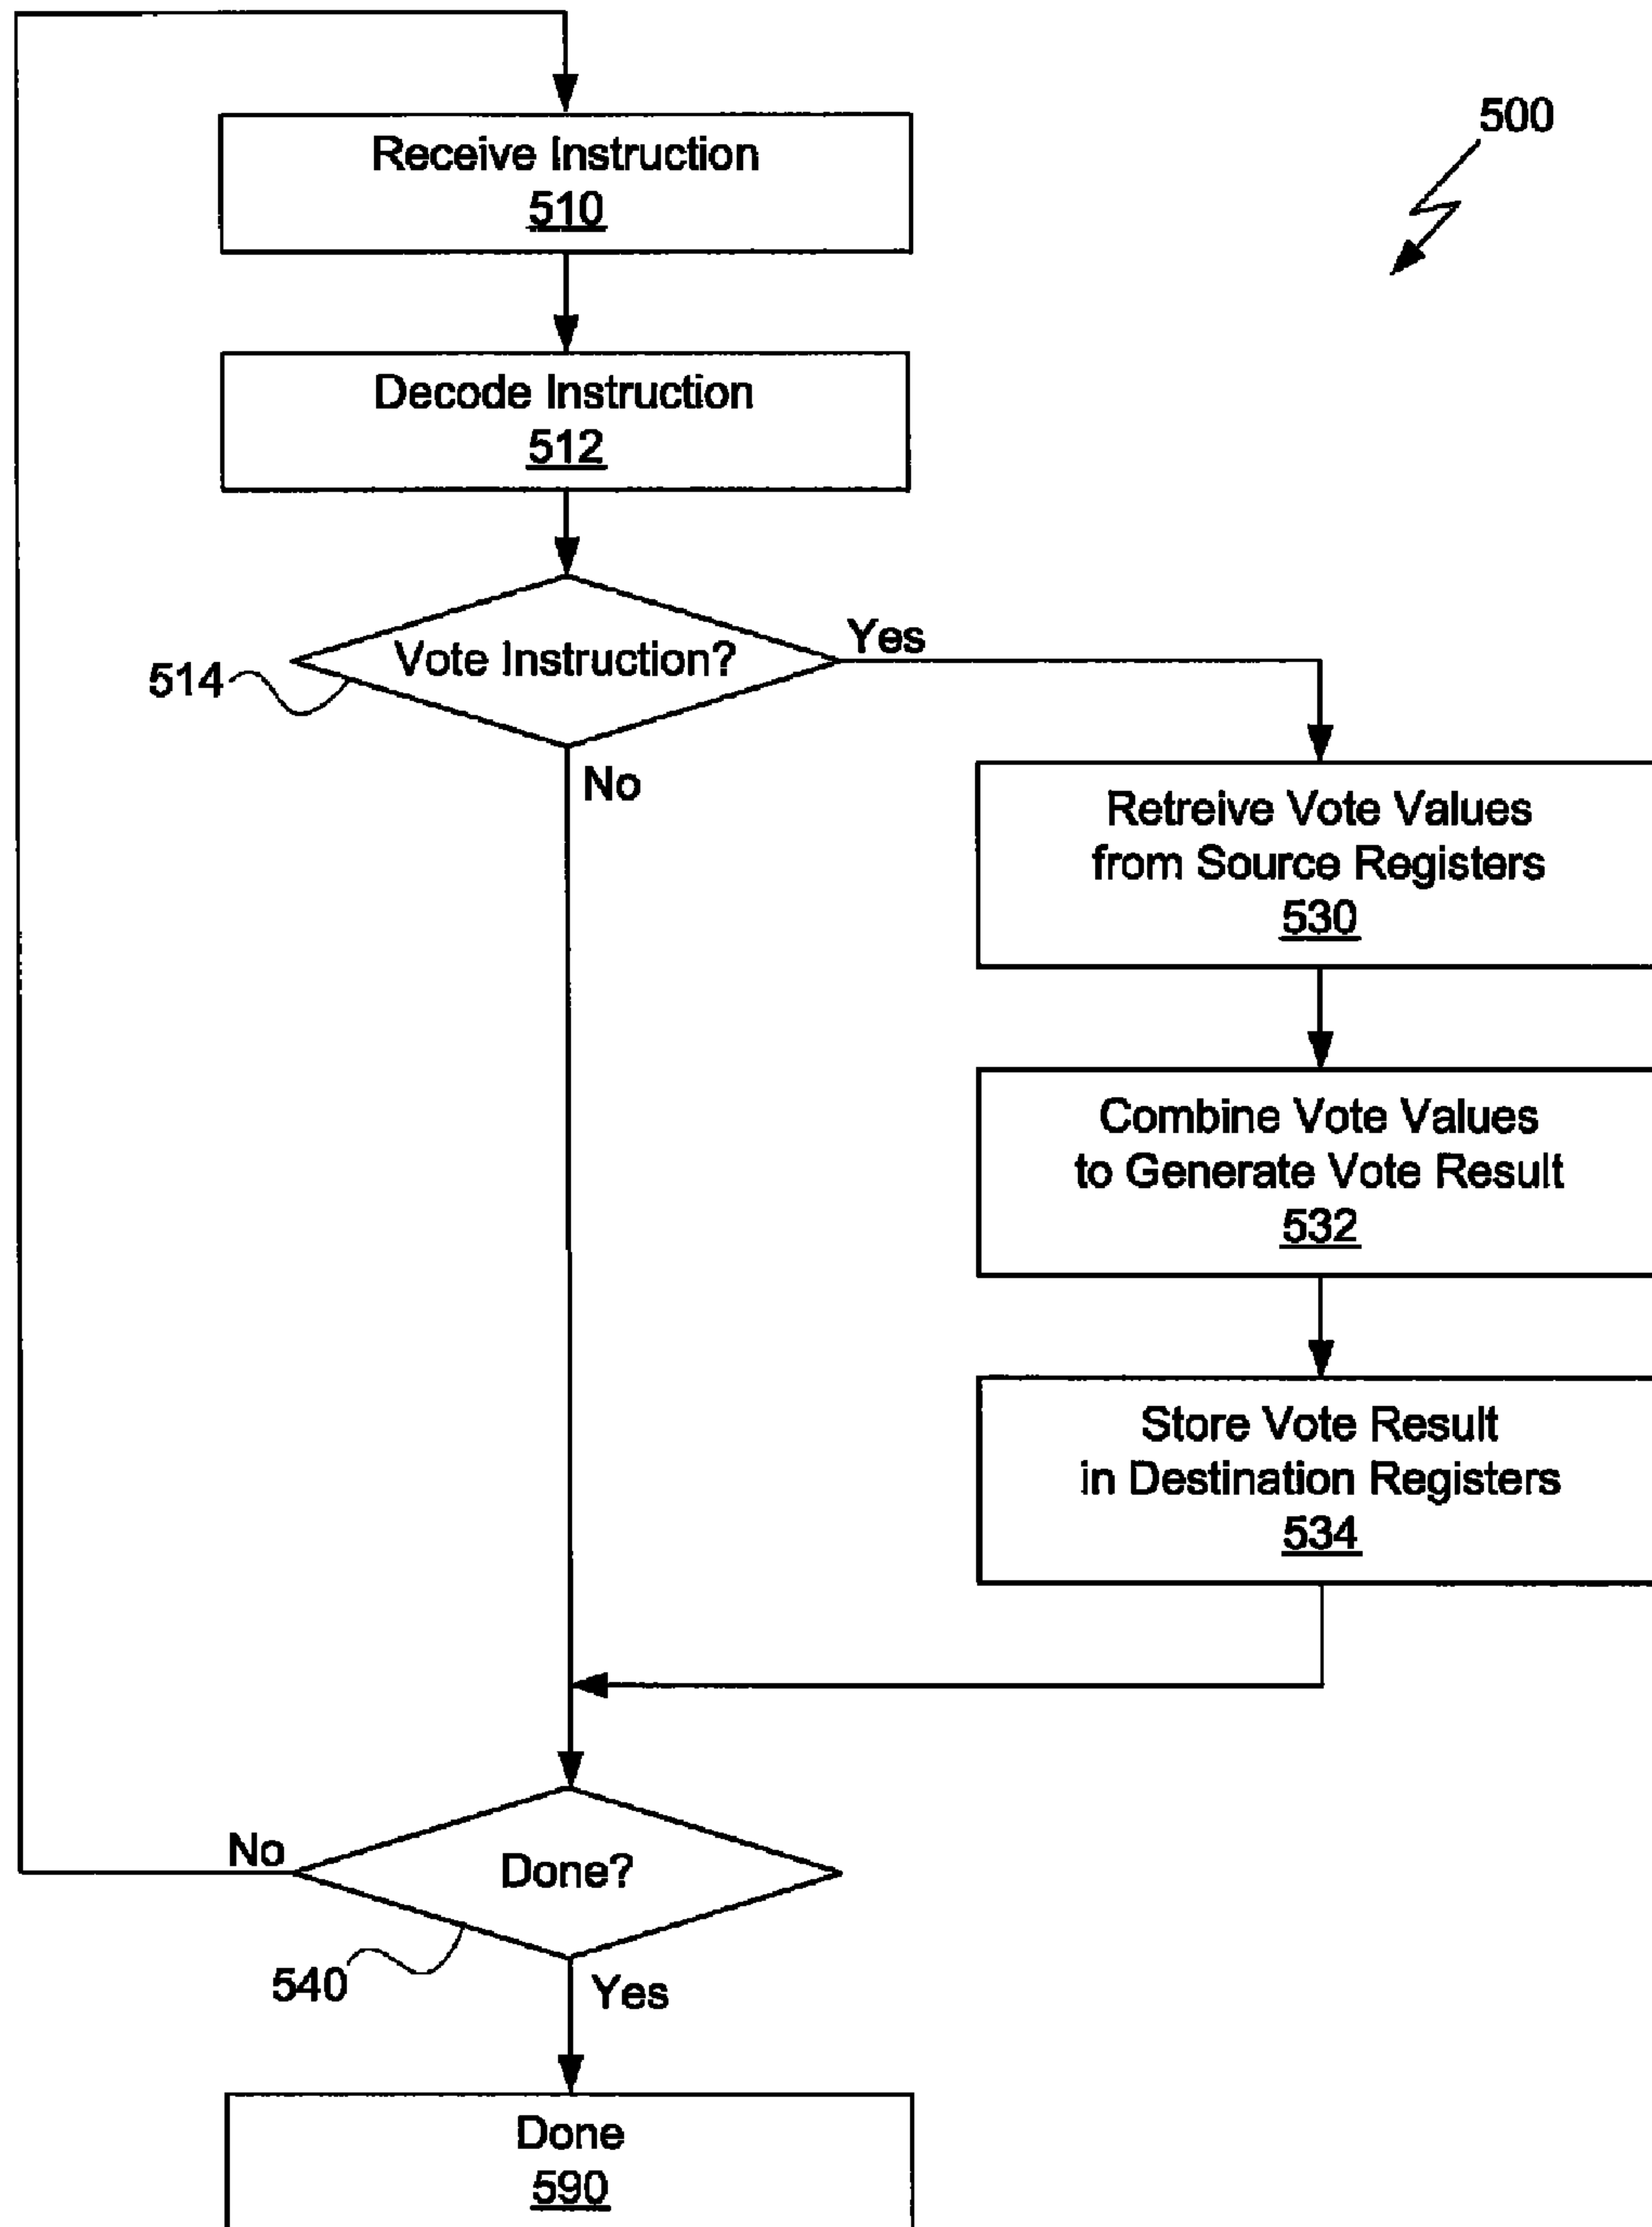 500
Receive Instruction
510
Decode Instruction
512
Vote Instruction?
514
Yes
No
Retreive Vote Values
from Source Registers
530
Combine Vote Values
to Generate Vote Result
532
Store Vote Result
in Destination Registers
534
Done?
No
540
Yes
Done
590